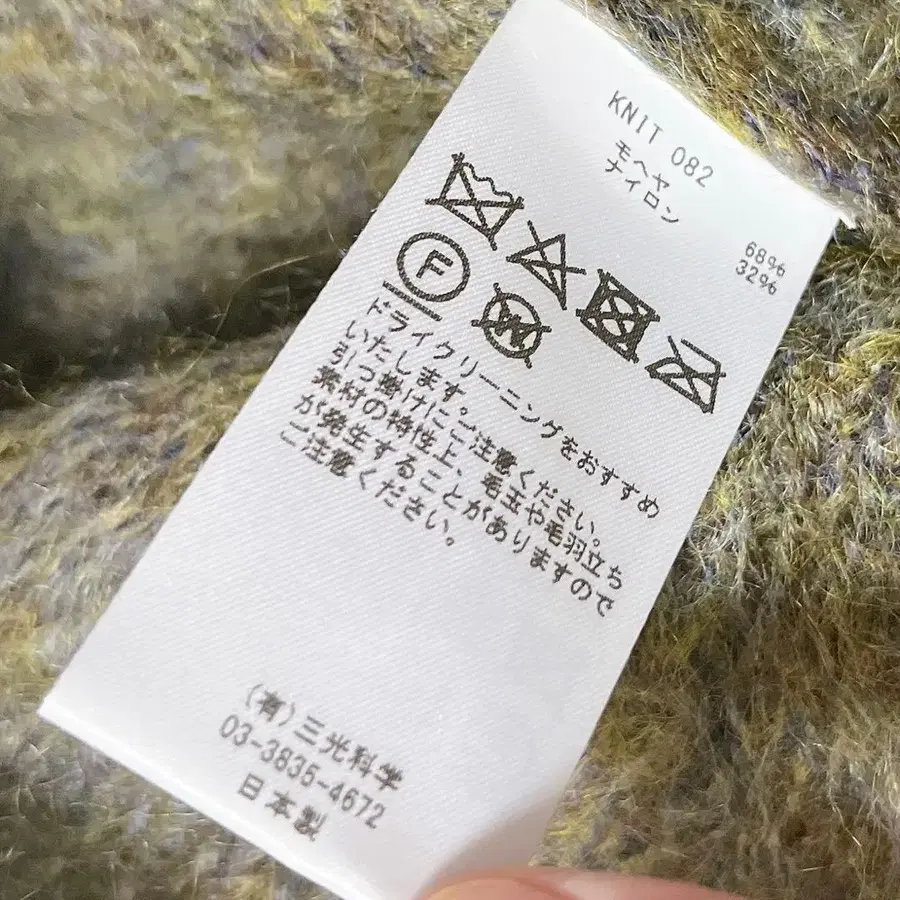 KNIT 082
モヘヤ 68%
ナイロン 32%
F
W
ドライクリーニングをおすすめ
いたします。
引っ掛けにご注意ください。
素材の特性上、毛玉や毛羽立ち
が発生することがありますので
ご注意ください。
(有)三光科学
03-3835-4672
日本製